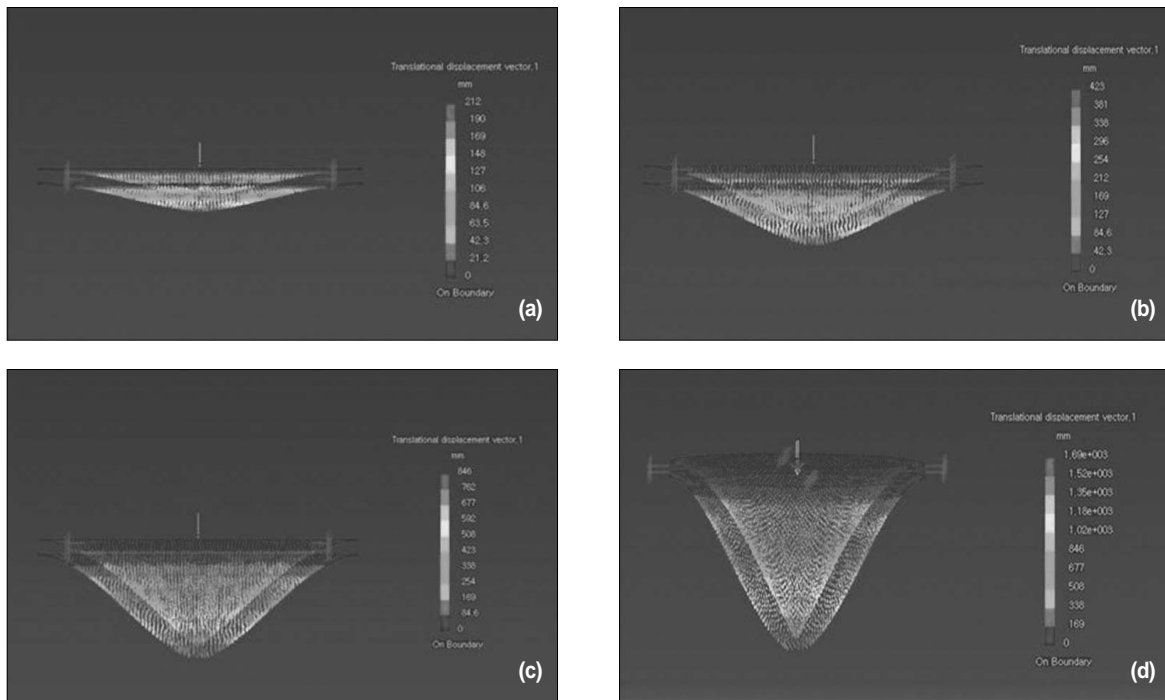 Translational displacement vector.1
mm
212
190
169
148
127
106
84.6
63.5
42.3
21.2
0
On Boundary
(a)
Translational displacement vector.1
mm
423
381
338
296
254
212
169
127
84.6
42.3
0
On Boundary
(b)
Translational displacement vector.1
mm
846
762
677
592
508
423
338
254
169
84.6
0
On Boundary
(c)
Translational displacement vector.1
mm
1.69e+003
1.52e+003
1.35e+003
1.18e+003
1.02e+003
846
677
508
338
169
0
On Boundary
(d)